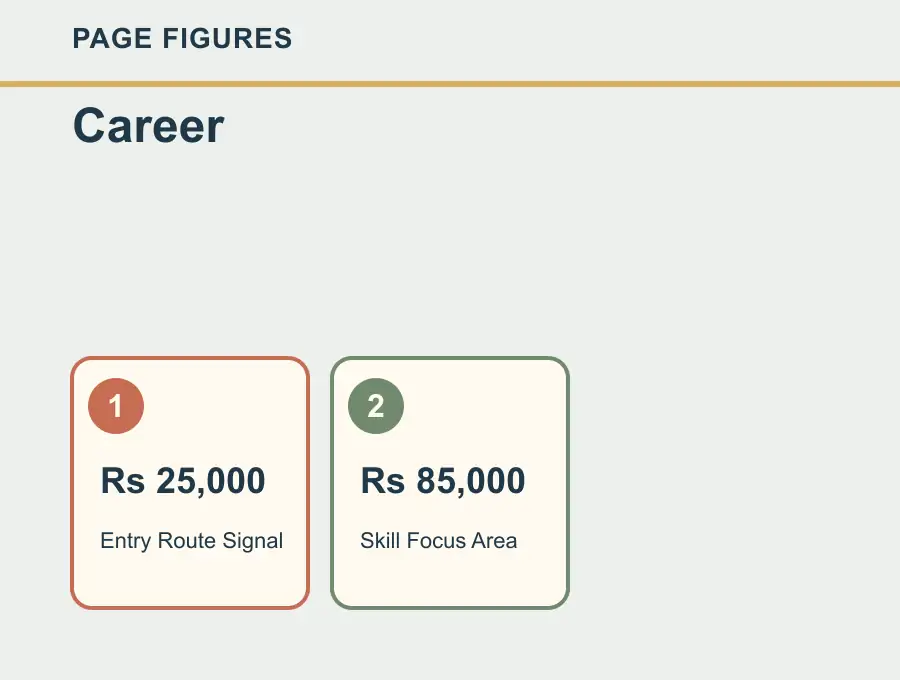 PAGE FIGURES
Career
1
Rs 25,000
Entry Route Signal
2
Rs 85,000
Skill Focus Area